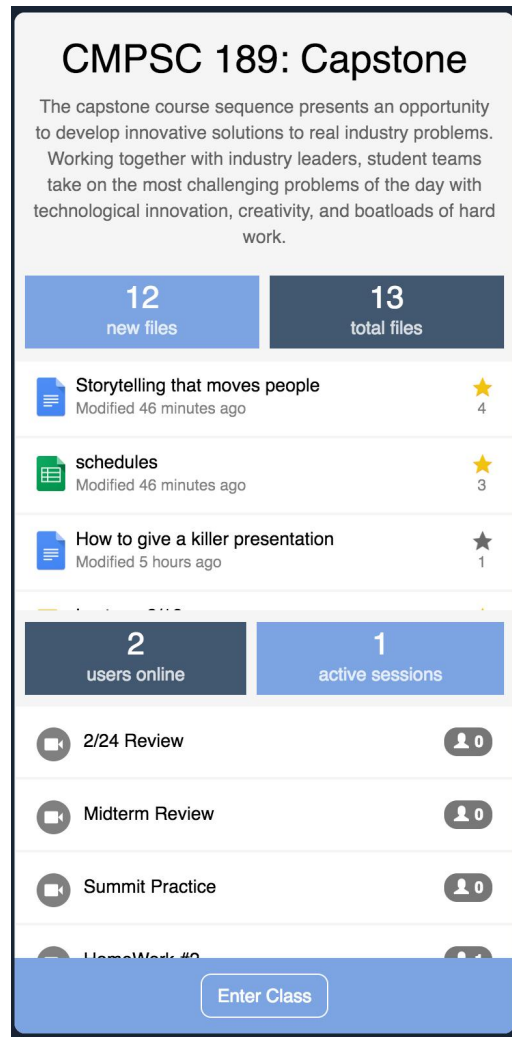 CMPSC 189: Capstone
The capstone course sequence presents an opportunity
to develop innovative solutions to real industry problems.
Working together with industry leaders, student teams
take on the most challenging problems of the day with
technological innovation, creativity, and boatloads of hard
work.
12
new files
13
total files
Storytelling that moves people
Modified 46 minutes ago
4
schedules
Modified 46 minutes ago
3
How to give a killer presentation
Modified 5 hours ago
1
2
users online
1
active sessions
2/24 Review
0
Midterm Review
0
Summit Practice
0
HomeWork #2
1
Enter Class